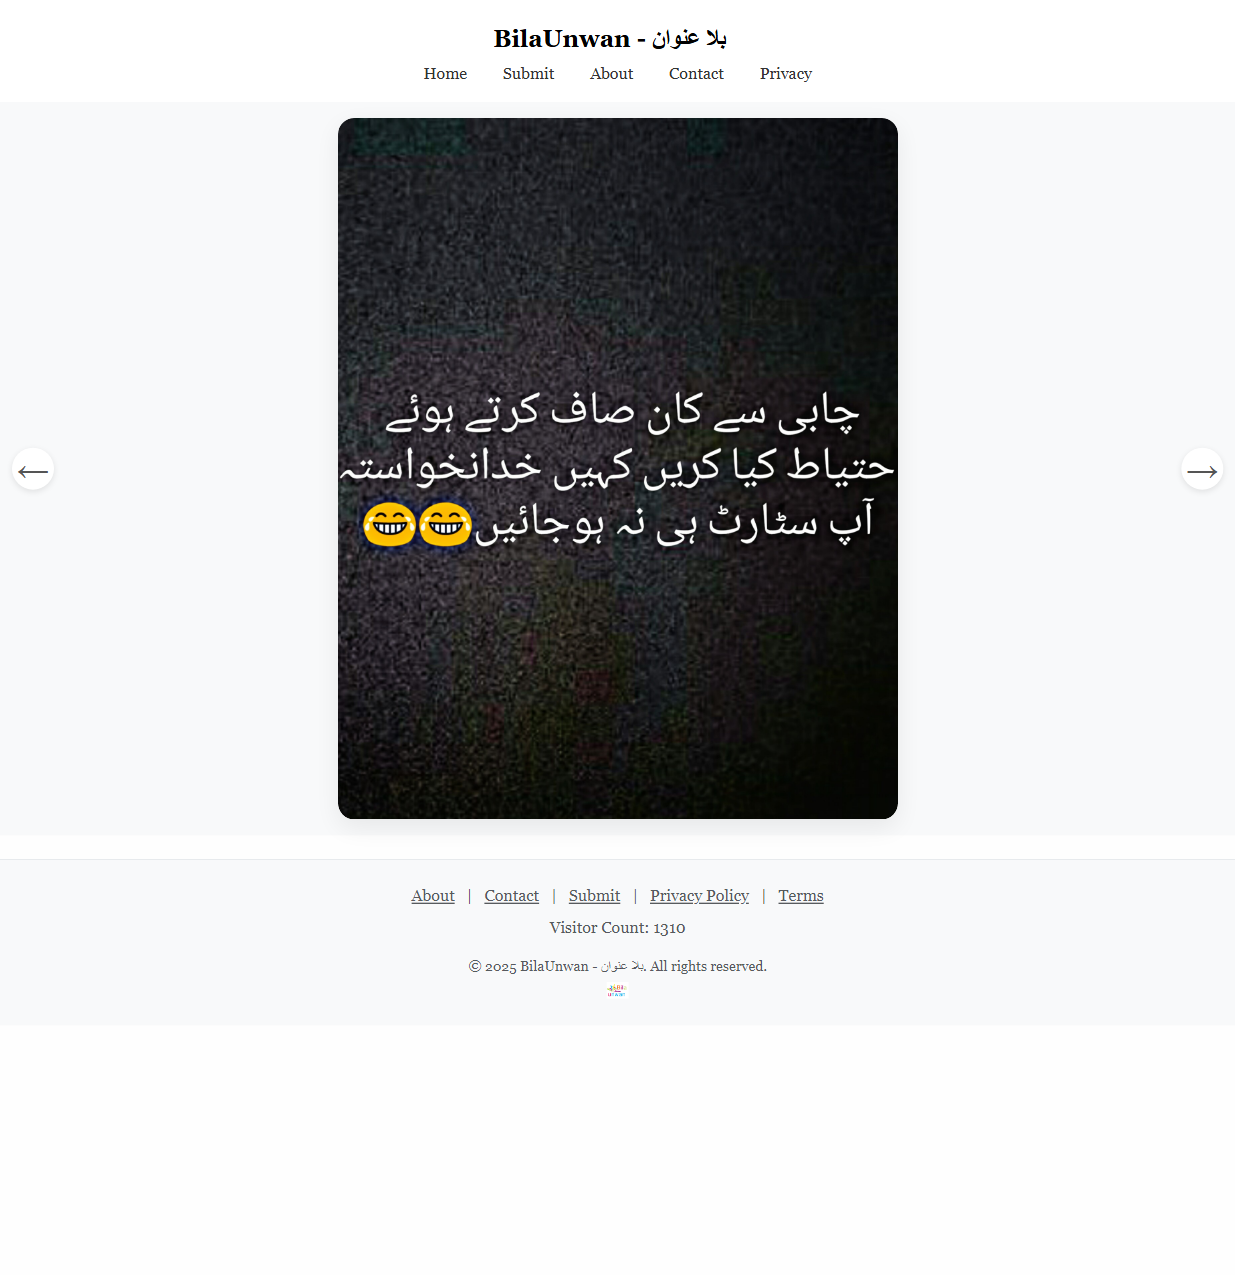 BilaUnwan - بلا عنوان
Home Submit About Contact Privacy
چابی سے کان صاف کرتے ہوئے
حتیاط کیا کریں کہیں خدانخواستہ
آپ سٹارٹ ہی نہ ہوجائیں😂😂
← →
About | Contact | Submit | Privacy Policy | Terms
Visitor Count: 1310
© 2025 BilaUnwan - بلا عنوان. All rights reserved.